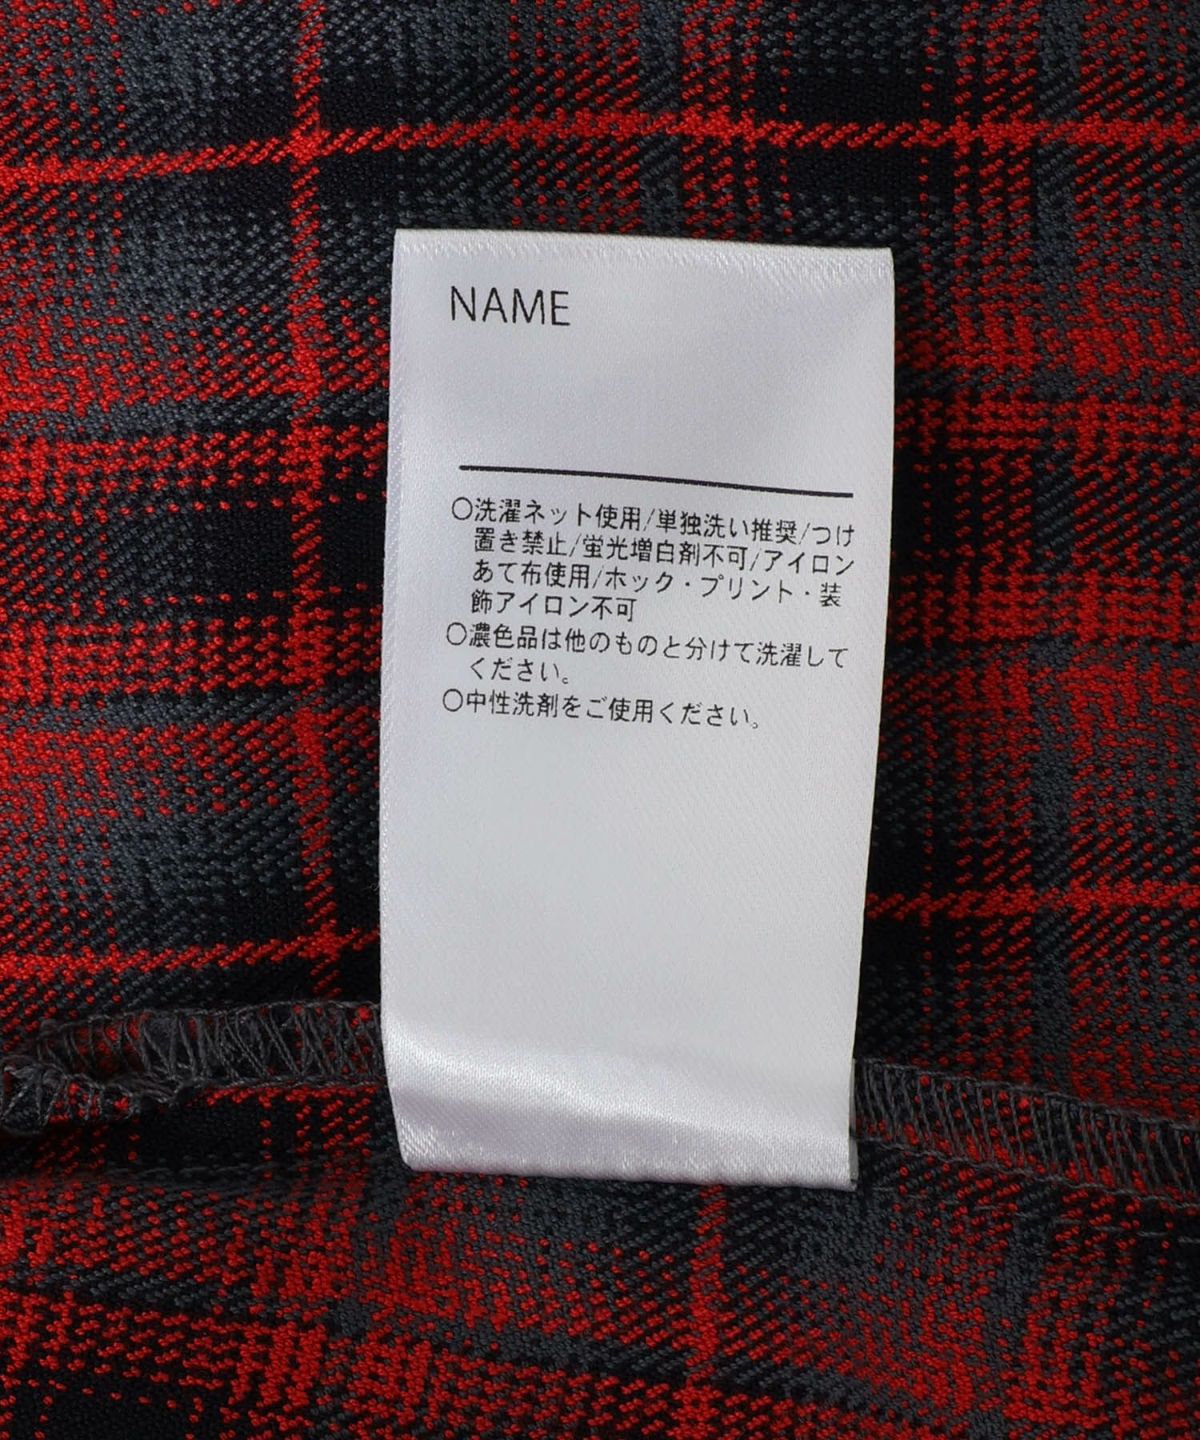 NAME
○洗濯ネット使用/単独洗い推奨/つけ
置き禁止/蛍光増白剤不可/アイロン
あて布使用/ホック・プリント・装
飾アイロン不可
○濃色品は他のものと分けて洗濯して
ください。
○中性洗剤をご使用ください。